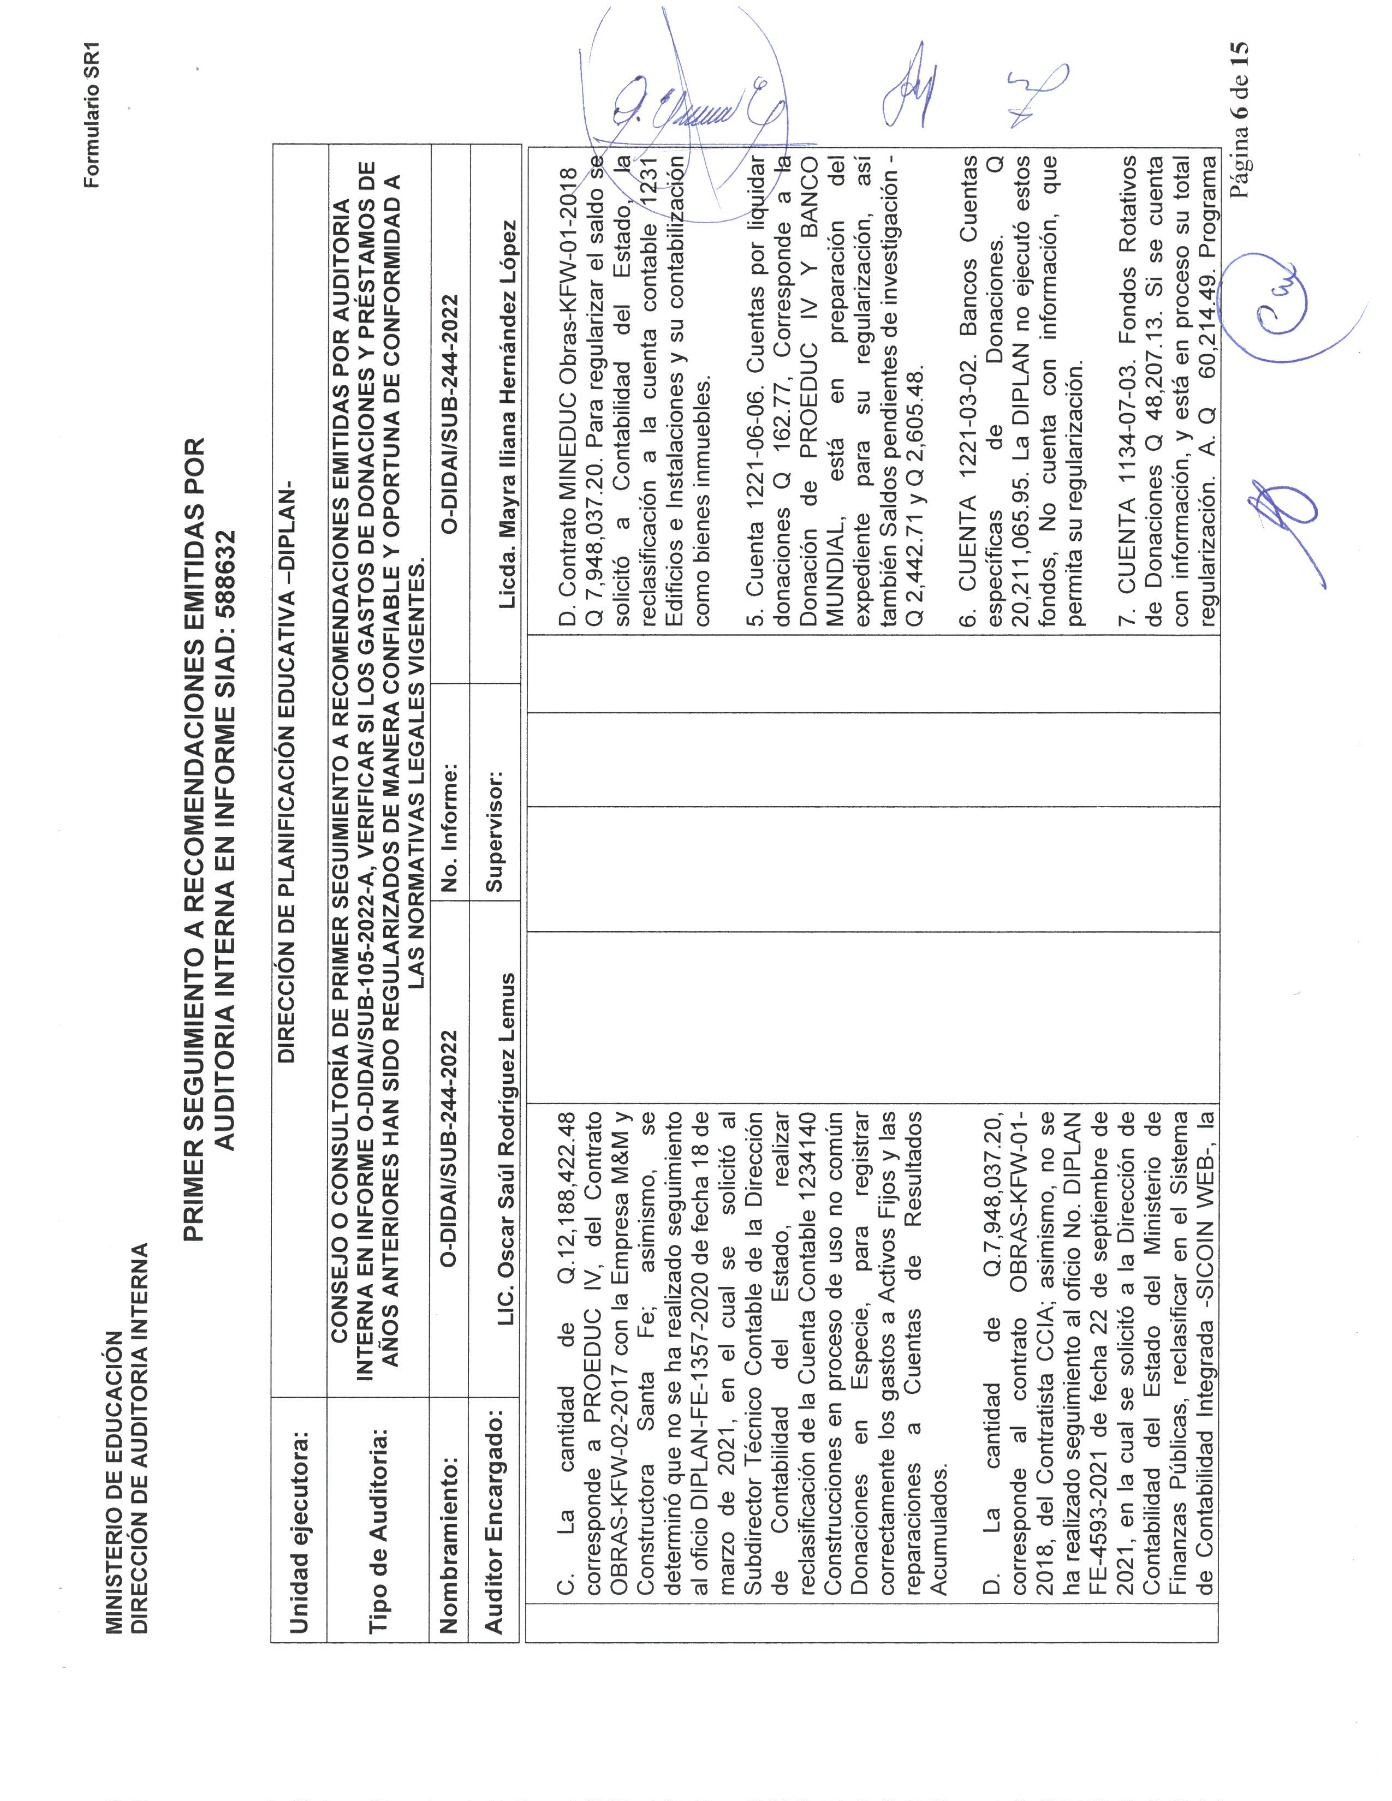 Formulario SR1
MINISTERIO DE EDUCACIÓN
DIRECCIÓN DE AUDITORIA INTERNA
PRIMER SEGUIMIENTO A RECOMENDACIONES EMITIDAS POR
AUDITORIA INTERNA EN INFORME SIAD: 588632
Unidad ejecutora: DIRECCIÓN DE PLANIFICACIÓN EDUCATIVA –DIPLAN-
Tipo de Auditoria: CONSEJO O CONSULTORÍA DE PRIMER SEGUIMIENTO A RECOMENDACIONES EMITIDAS POR AUDITORIA
INTERNA EN INFORME O-DIDAI/SUB-105-2022-A, VERIFICAR SI LOS GASTOS DE DONACIONES Y PRÉSTAMOS DE
AÑOS ANTERIORES HAN SIDO REGULARIZADOS DE MANERA CONFIABLE Y OPORTUNA DE CONFORMIDAD A
LAS NORMATIVAS LEGALES VIGENTES.
Nombramiento: O-DIDAI/SUB-244-2022 No. Informe: O-DIDAI/SUB-244-2022
Auditor Encargado: LIC. Oscar Saúl Rodríguez Lemus Supervisor: Licda. Mayra Iliana Hernández López
C. La cantidad de Q.12,188,422.48
corresponde a PROEDUC IV, del Contrato
OBRAS-KFW-02-2017 con la Empresa M&M y
Constructora Santa Fe; asimismo, se
determinó que no se ha realizado seguimiento
al oficio DIPLAN-FE-1357-2020 de fecha 18 de
marzo de 2021, en el cual se solicitó al
Subdirector Técnico Contable de la Dirección
de Contabilidad del Estado, realizar
reclasificación de la Cuenta Contable 1234140
Construcciones en proceso de uso no común
Donaciones en Especie, para registrar
correctamente los gastos a Activos Fijos y las
reparaciones a Cuentas de Resultados
Acumulados.
D. La cantidad de Q.7,948,037.20,
corresponde al contrato OBRAS-KFW-01-
2018, del Contratista CCIA; asimismo, no se
ha realizado seguimiento al oficio No. DIPLAN
FE-4593-2021 de fecha 22 de septiembre de
2021, en la cual se solicitó a la Dirección de
Contabilidad del Estado del Ministerio de
Finanzas Públicas, reclasificar en el Sistema
de Contabilidad Integrada -SICOIN WEB-, la
D. Contrato MINEDUC Obras-KFW-01-2018
Q 7,948,037.20. Para regularizar el saldo se
solicitó a Contabilidad del Estado, la
reclasificación a la cuenta contable 1231
Edificios e Instalaciones y su contabilización
como bienes inmuebles.
5. Cuenta 1221-06-06. Cuentas por liquidar
donaciones Q 162.77, Corresponde a la
Donación de PROEDUC IV Y BANCO
MUNDIAL, está en preparación del
expediente para su regularización, así
también Saldos pendientes de investigación -
Q 2,442.71 y Q 2,605.48.
6. CUENTA 1221-03-02. Bancos Cuentas
específicas de Donaciones. Q
20,211,065.95. La DIPLAN no ejecutó estos
fondos, No cuenta con información, que
permita su regularización.
7. CUENTA 1134-07-03. Fondos Rotativos
de Donaciones Q 48,207.13. Si se cuenta
con información, y está en proceso su total
regularización. A. Q 60,214.49. Programa
Página 6 de 15